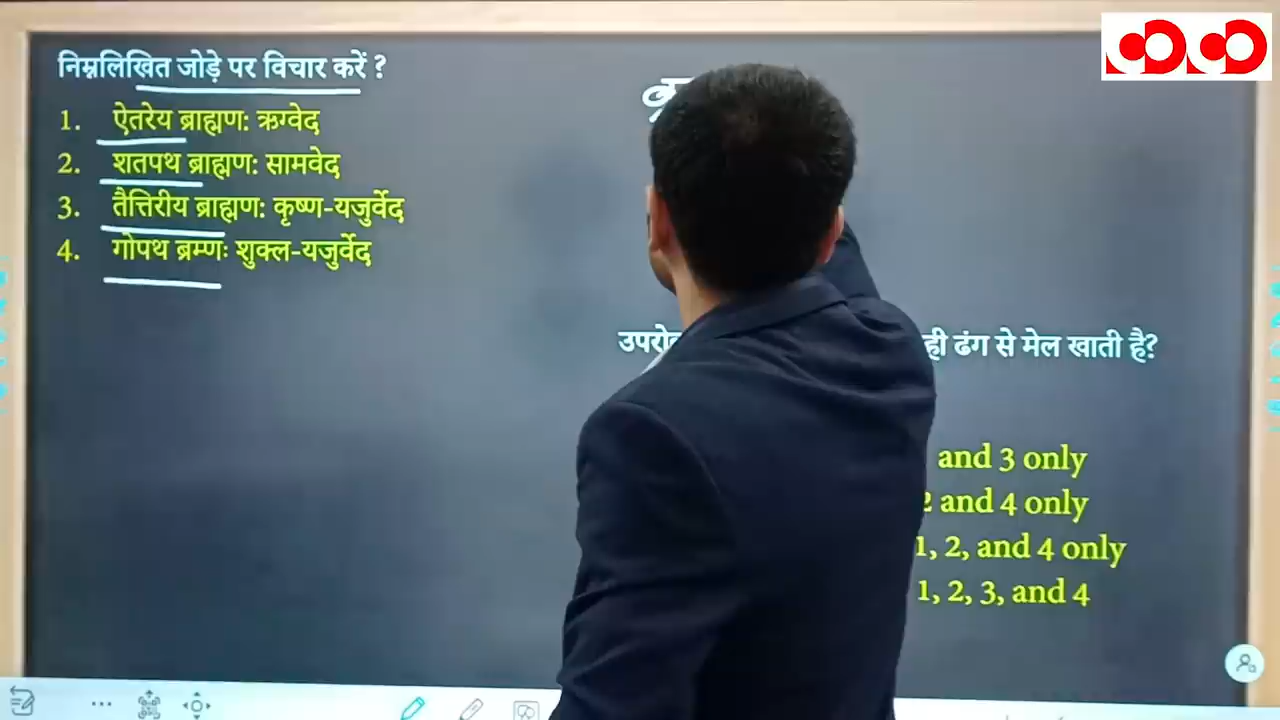 निम्नलिखित जोड़े पर विचार करें ?
1. ऐतरेय ब्राह्मण: ऋग्वेद
2. शतपथ ब्राह्मण: सामवेद
3. तैत्तिरीय ब्राह्मण: कृष्ण-यजुर्वेद
4. गोपथ ब्रम्ण: शुक्ल-यजुर्वेद
ढंग से मेल खाती है?
and 3 only
2 and 4 only
1, 2, and 4 only
1, 2, 3, and 4